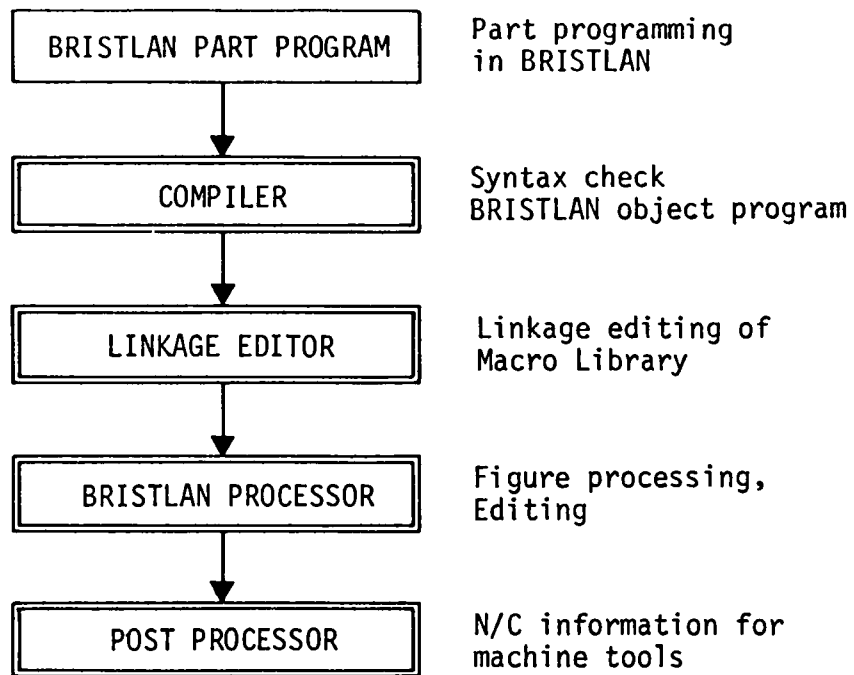 BRISTLAN PART PROGRAM
Part programming
in BRISTLAN
COMPILER
Syntax check
BRISTLAN object program
LINKAGE EDITOR
Linkage editing of
Macro Library
BRISTLAN PROCESSOR
Figure processing,
Editing
POST PROCESSOR
N/C information for
machine tools